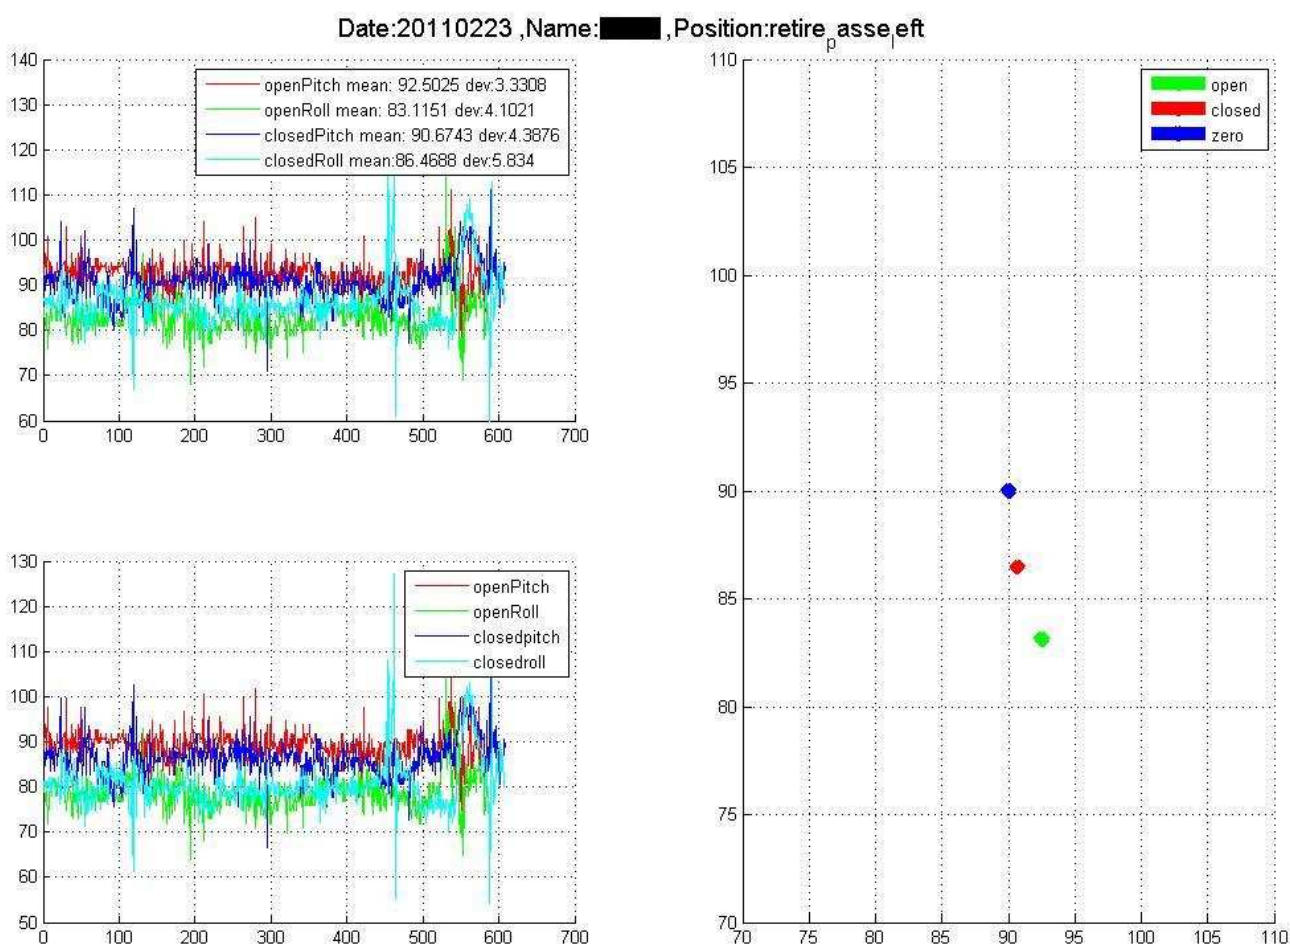 Date:20110223 ,Name: ,Position:retire_passe_left
140
130
120
110
100
90
80
70
60
0 100 200 300 400 500 600 700
openPitch mean: 92.5025 dev:3.3308
openRoll mean: 83.1151 dev:4.1021
closedPitch mean: 90.6743 dev:4.3876
closedRoll mean:86.4688 dev:5.834
130
120
110
100
90
80
70
60
50
0 100 200 300 400 500 600 700
openPitch
openRoll
closedpitch
closedroll
110
105
100
95
90
85
80
75
70
70 75 80 85 90 95 100 105 110
open
closed
zero